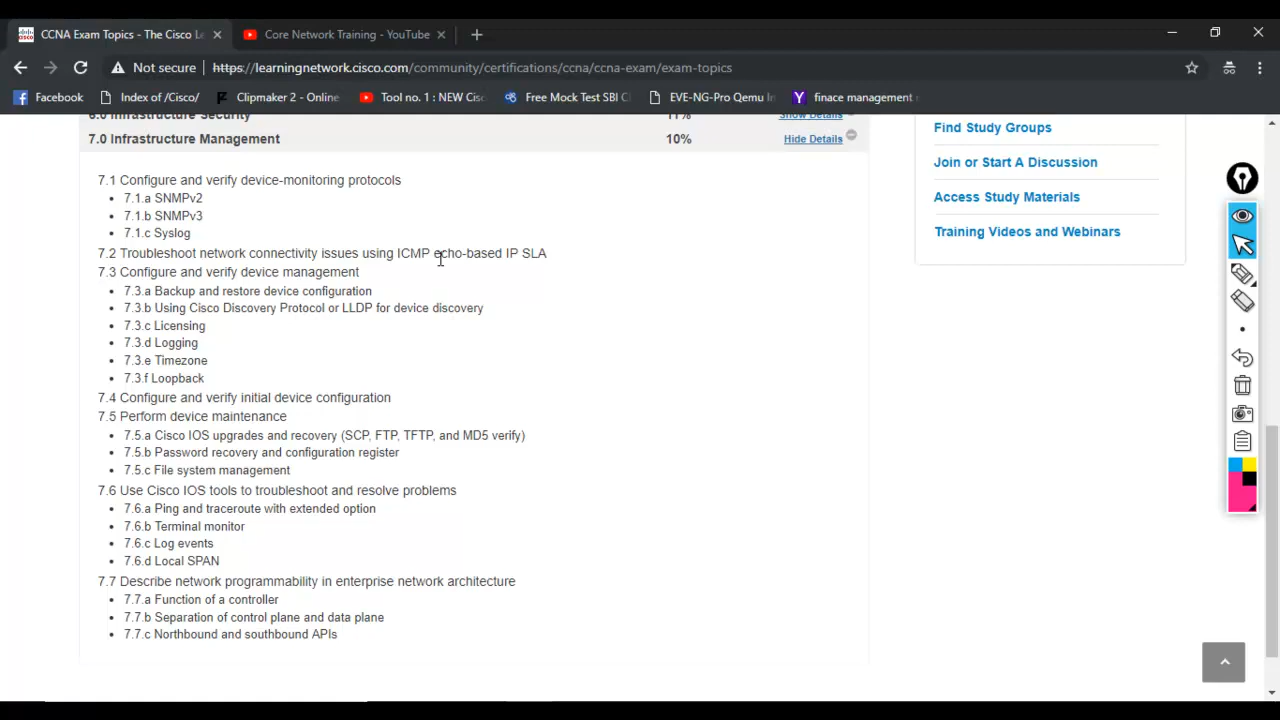 CCNA Exam Topics - The Cisco Le
Core Network Training - YouTube
Not secure
https://learningnetwork.cisco.com/community/certifications/ccna/ccna-exam/exam-topics
Facebook
Index of /Cisco/
Clipmaker 2 - Online
Tool no. 1 : NEW Cisc
Free Mock Test SBI C
EVE-NG-Pro Qemu In
finace management
6.0 Infrastructure Security 11% Show Details
7.0 Infrastructure Management 10% Hide Details
7.1 Configure and verify device-monitoring protocols
7.1.a SNMPv2
7.1.b SNMPv3
7.1.c Syslog
7.2 Troubleshoot network connectivity issues using ICMP echo-based IP SLA
7.3 Configure and verify device management
7.3.a Backup and restore device configuration
7.3.b Using Cisco Discovery Protocol or LLDP for device discovery
7.3.c Licensing
7.3.d Logging
7.3.e Timezone
7.3.f Loopback
7.4 Configure and verify initial device configuration
7.5 Perform device maintenance
7.5.a Cisco IOS upgrades and recovery (SCP, FTP, TFTP, and MD5 verify)
7.5.b Password recovery and configuration register
7.5.c File system management
7.6 Use Cisco IOS tools to troubleshoot and resolve problems
7.6.a Ping and traceroute with extended option
7.6.b Terminal monitor
7.6.c Log events
7.6.d Local SPAN
7.7 Describe network programmability in enterprise network architecture
7.7.a Function of a controller
7.7.b Separation of control plane and data plane
7.7.c Northbound and southbound APIs
Find Study Groups
Join or Start A Discussion
Access Study Materials
Training Videos and Webinars